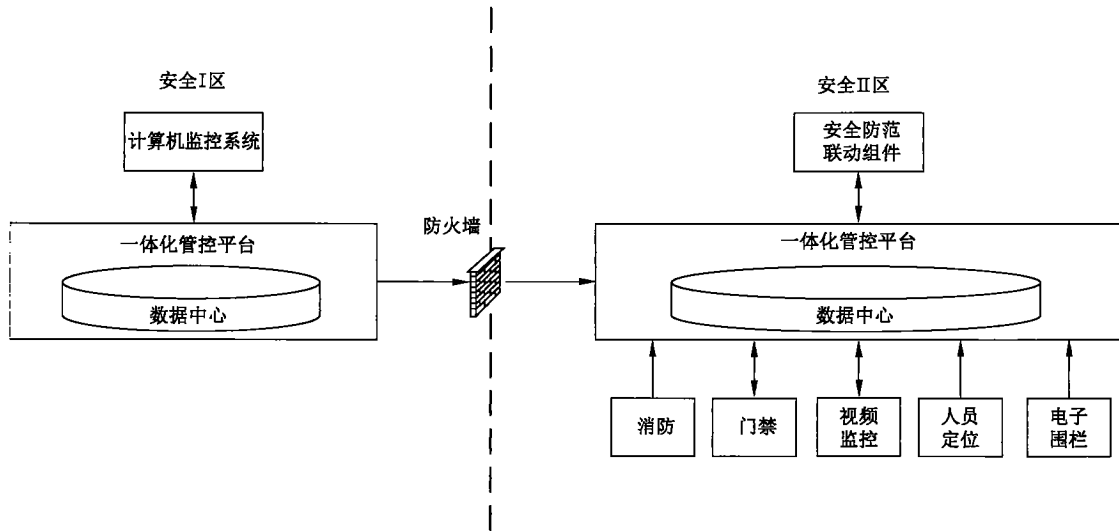 安全I区
计算机监控系统
一体化管控平台
数据中心
防火墙
安全II区
安全防范
联动组件
一体化管控平台
数据中心
消防
门禁
视频
监控
人员
定位
电子
围栏